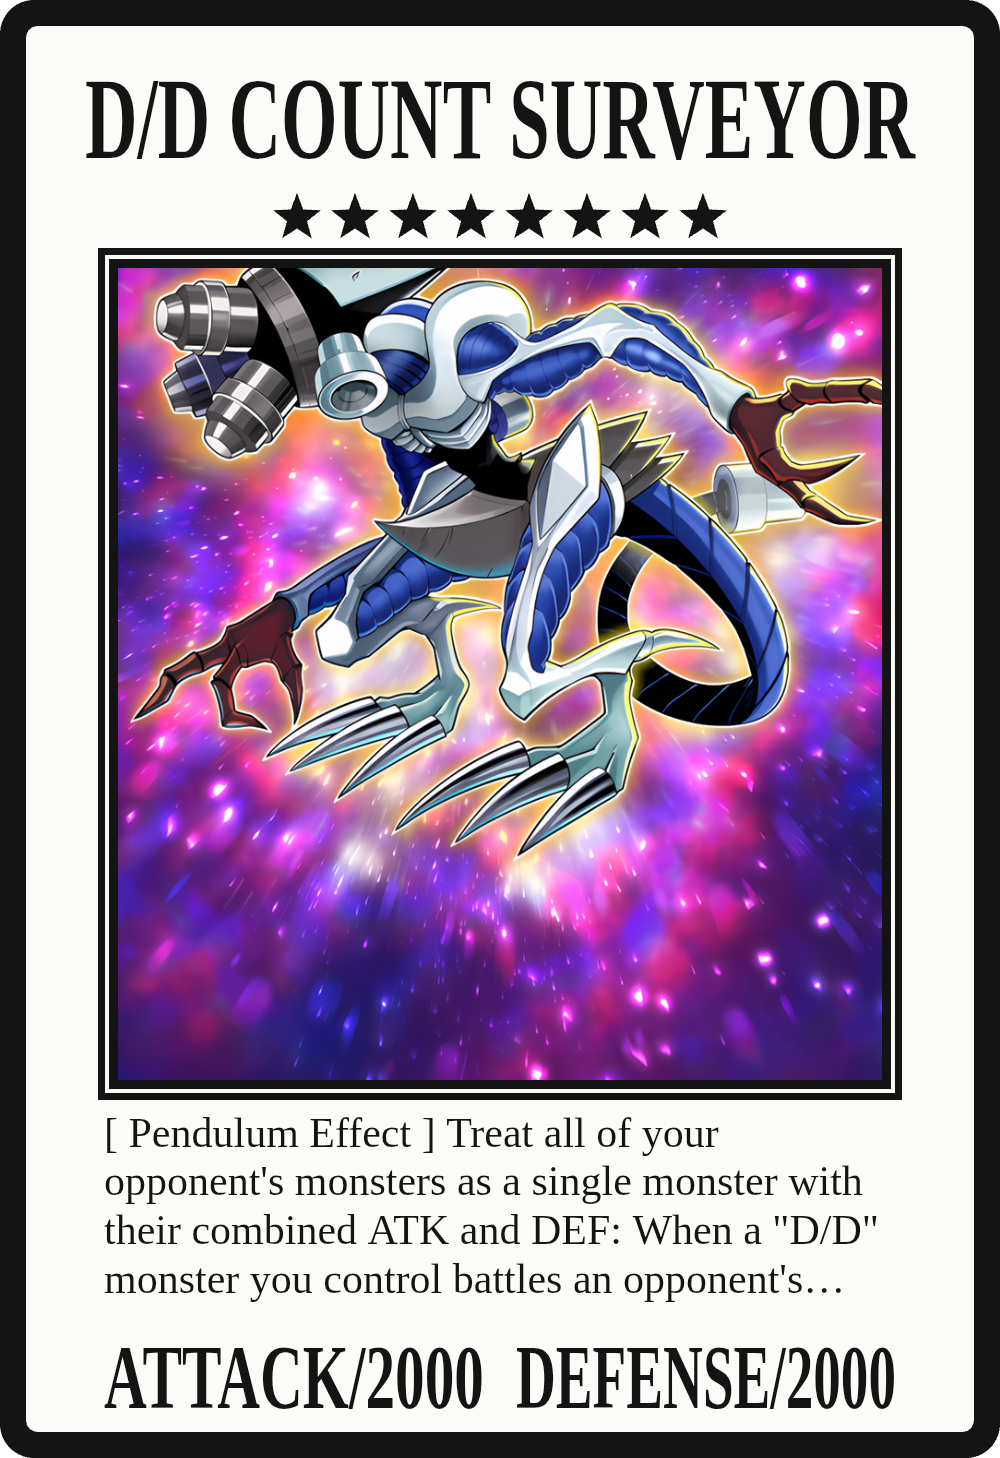 D/D COUNT SURVEYOR
[ Pendulum Effect ] Treat all of your
opponent's monsters as a single monster with
their combined ATK and DEF: When a "D/D"
monster you control battles an opponent's…
ATTACK/2000 DEFENSE/2000